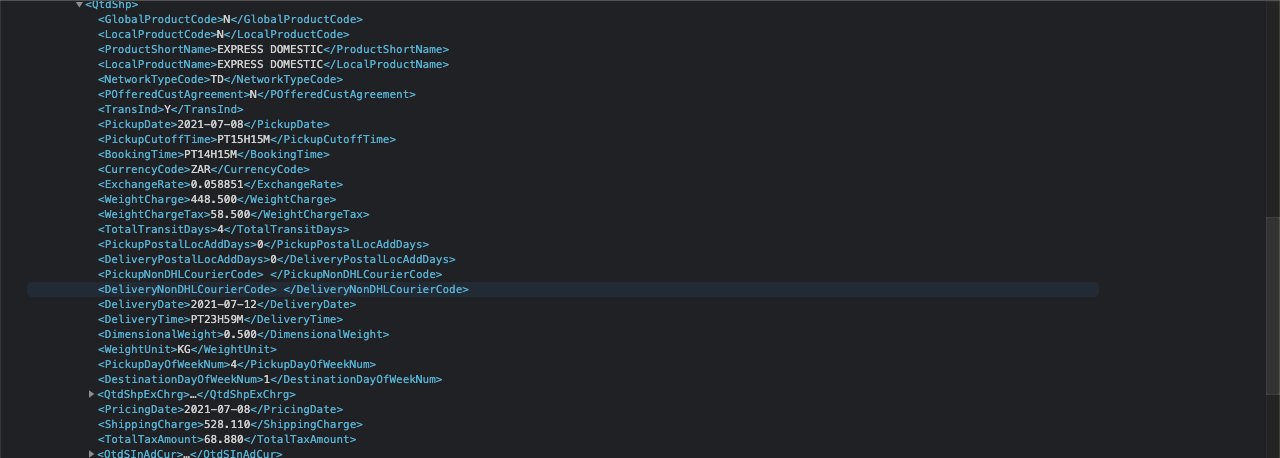 <QtdShp>
<GlobalProductCode>N</GlobalProductCode>
<LocalProductCode>N</LocalProductCode>
<ProductShortName>EXPRESS DOMESTIC</ProductShortName>
<LocalProductName>EXPRESS DOMESTIC</LocalProductName>
<NetworkTypeCode>TD</NetworkTypeCode>
<POfferedCustAgreement>N</POfferedCustAgreement>
<TransInd>Y</TransInd>
<PickupDate>2021-07-08</PickupDate>
<PickupCutoffTime>PT15H15M</PickupCutoffTime>
<BookingTime>PT14H15M</BookingTime>
<CurrencyCode>ZAR</CurrencyCode>
<ExchangeRate>0.058851</ExchangeRate>
<WeightCharge>448.500</WeightCharge>
<WeightChargeTax>58.500</WeightChargeTax>
<TotalTransitDays>4</TotalTransitDays>
<PickupPostalLocAddDays>0</PickupPostalLocAddDays>
<DeliveryPostalLocAddDays>0</DeliveryPostalLocAddDays>
<PickupNonDHLCourierCode> </PickupNonDHLCourierCode>
<DeliveryNonDHLCourierCode> </DeliveryNonDHLCourierCode>
<DeliveryDate>2021-07-12</DeliveryDate>
<DeliveryTime>PT23H59M</DeliveryTime>
<DimensionalWeight>0.500</DimensionalWeight>
<WeightUnit>KG</WeightUnit>
<PickupDayOfWeekNum>4</PickupDayOfWeekNum>
<DestinationDayOfWeekNum>1</DestinationDayOfWeekNum>
<QtdShpExChrg>…</QtdShpExChrg>
<PricingDate>2021-07-08</PricingDate>
<ShippingCharge>528.110</ShippingCharge>
<TotalTaxAmount>68.880</TotalTaxAmount>
<QtdSInAdCur>…</QtdSInAdCur>